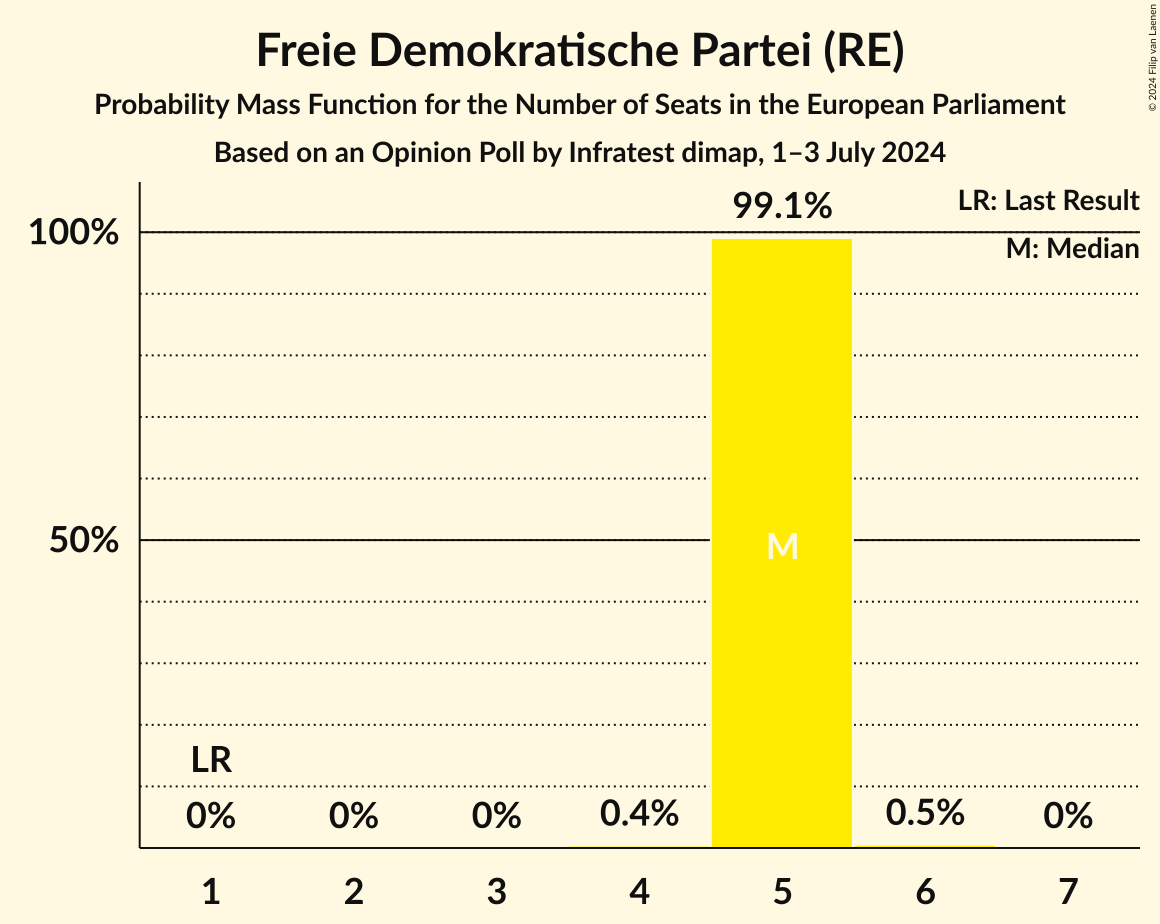 Freie Demokratische Partei (RE)
Probability Mass Function for the Number of Seats in the European Parliament
Based on an Opinion Poll by Infratest dimap, 1–3 July 2024
© 2024 Filip van Laenen
LR: Last Result
M: Median
99.1%
100%
50%
M
LR
0%
0%
0%
0.4%
0.5%
0%
1
2
3
4
5
6
7